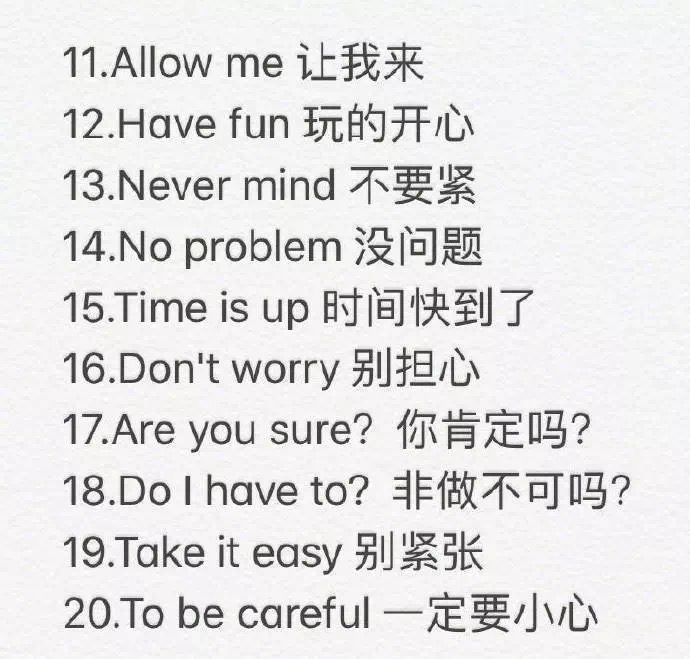 11.Allow me 让我来
12.Have fun 玩的开心
13.Never mind 不要紧
14.No problem 没问题
15.Time is up 时间快到了
16.Don't worry 别担心
17.Are you sure？你肯定吗？
18.Do I have to？非做不可吗？
19.Take it easy 别紧张
20.To be careful 一定要小心